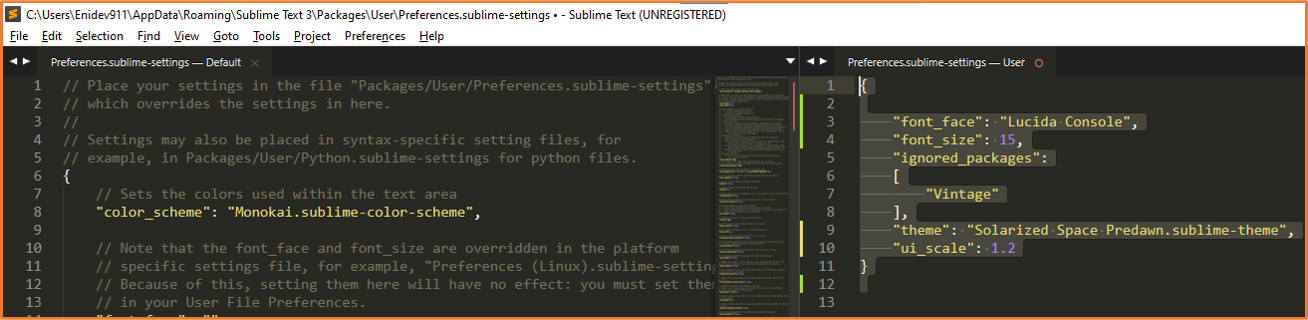 C:\Users\Enidev911\AppData\Roaming\Sublime Text 3\Packages\User\Preferences.sublime-settings • - Sublime Text (UNREGISTERED)
File Edit Selection Find View Goto Tools Project Preferences Help
Preferences.sublime-settings — Default
1 // Place your settings in the file "Packages/User/Preferences.sublime-settings",
2 // which overrides the settings in here.
3 //
4 // Settings may also be placed in syntax-specific setting files, for
5 // example, in Packages/User/Python.sublime-settings for python files.
6 {
7 // Sets the colors used within the text area
8 "color_scheme": "Monokai.sublime-color-scheme",
9
10 // Note that the font_face and font_size are overridden in the platform
11 // specific settings file, for example, "Preferences (Linux).sublime-setting
12 // Because of this, setting them here will have no effect: you must set them
13 // in your User File Preferences.
14 "font_face": "",
Preferences.sublime-settings — User
1 {
2
3 "font_face": "Lucida Console",
4 "font_size": 15,
5 "ignored_packages":
6 [
7 "Vintage"
8 ],
9 "theme": "Solarized Space Predawn.sublime-theme",
10 "ui_scale": 1.2
11 }
12
13